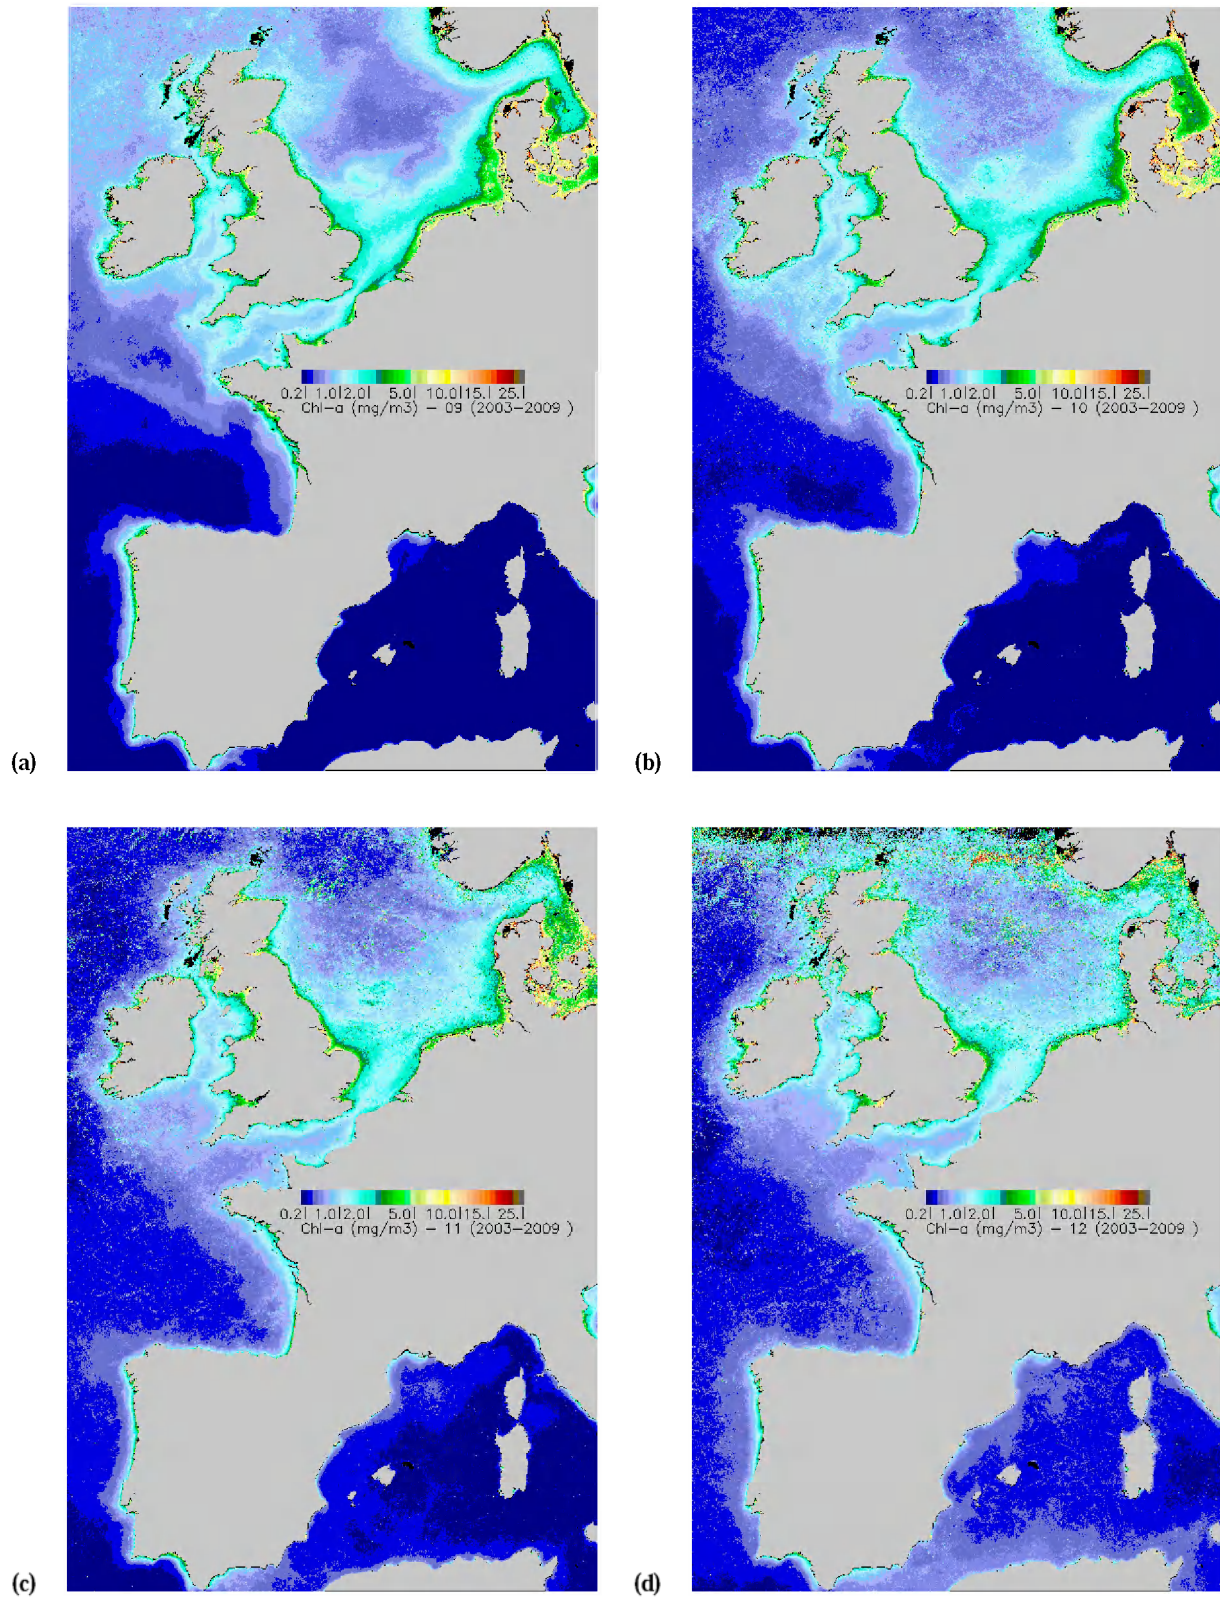 0.2| 1.0|2.0| 5.0| 10.0|15.| 25.|
Chl-a (mg/m3) - 09 (2003-2009 )
(a)
0.2| 1.0|2.0| 5.0| 10.0|15.| 25.|
Chl-a (mg/m3) - 10 (2003-2009 )
(b)
0.2| 1.0|2.0| 5.0| 10.0|15.| 25.|
Chl-a (mg/m3) - 11 (2003-2009 )
(c)
0.2| 1.0|2.0| 5.0| 10.0|15.| 25.|
Chl-a (mg/m3) - 12 (2003-2009 )
(d)